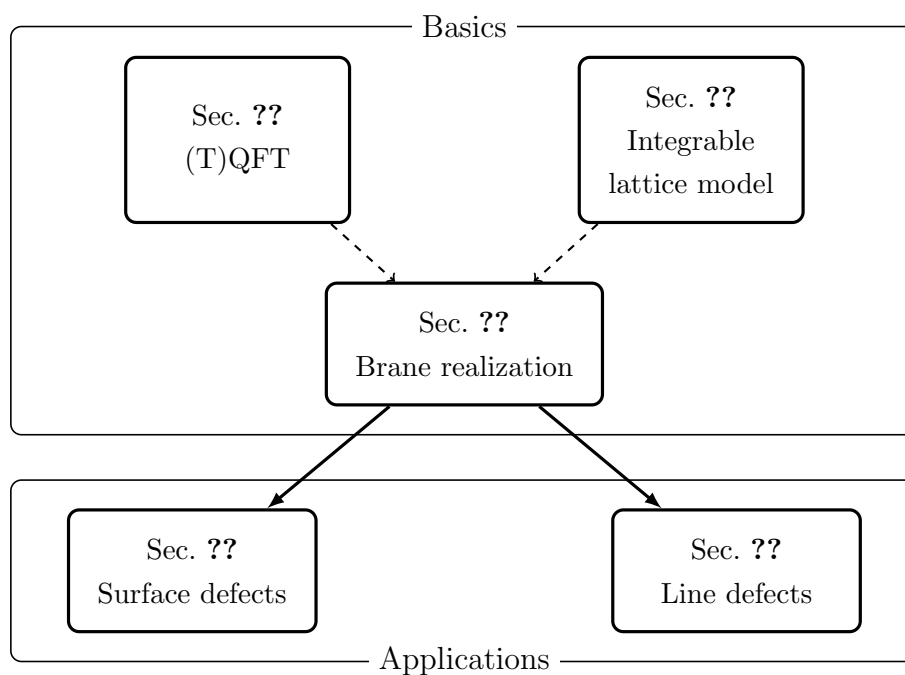 Basics
Sec. ??
(T)QFT
Sec. ??
Integrable
lattice model
Sec. ??
Brane realization
Sec. ??
Surface defects
Sec. ??
Line defects
Applications